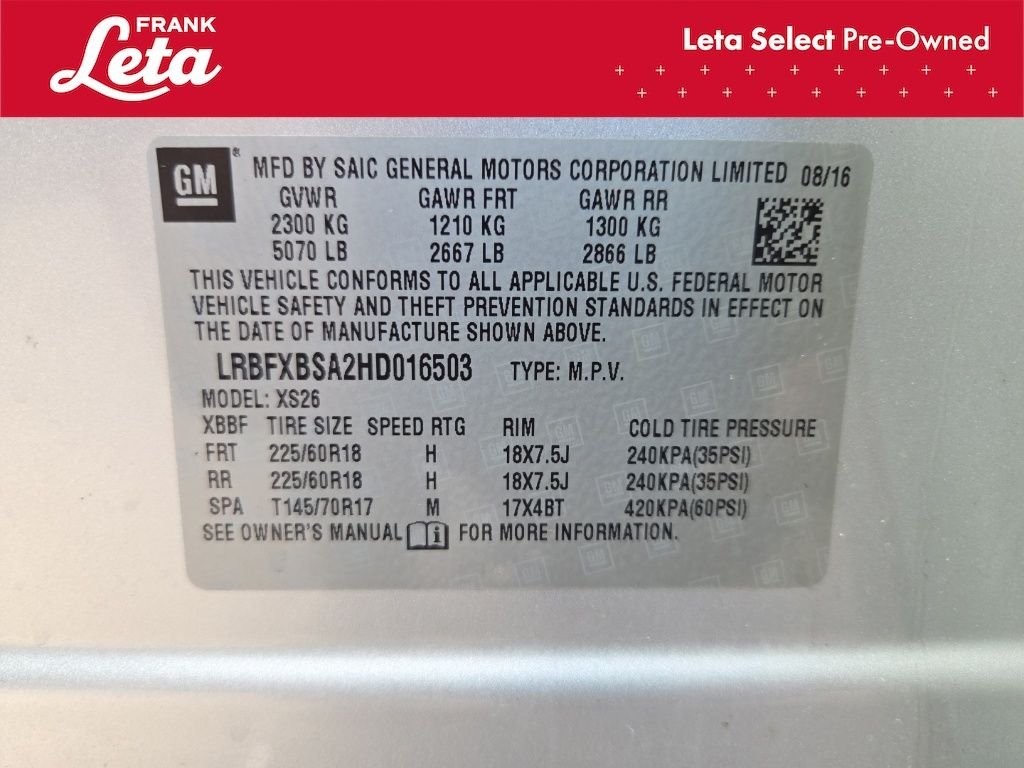 FRANK
Leta
Leta Select Pre-Owned
GM
MFD BY SAIC GENERAL MOTORS CORPORATION LIMITED 08/16
GVWR GAWR FRT GAWR RR
2300 KG 1210 KG 1300 KG
5070 LB 2667 LB 2866 LB
THIS VEHICLE CONFORMS TO ALL APPLICABLE U.S. FEDERAL MOTOR
VEHICLE SAFETY AND THEFT PREVENTION STANDARDS IN EFFECT ON
THE DATE OF MANUFACTURE SHOWN ABOVE.
LRBFXBSA2HD016503 TYPE: M.P.V.
MODEL: XS26
XBBF TIRE SIZE SPEED RTG RIM COLD TIRE PRESSURE
FRT 225/60R18 H 18X7.5J 240KPA(35PSI)
RR 225/60R18 H 18X7.5J 240KPA(35PSI)
SPA T145/70R17 M 17X4BT 420KPA(60PSI)
SEE OWNER'S MANUAL FOR MORE INFORMATION.